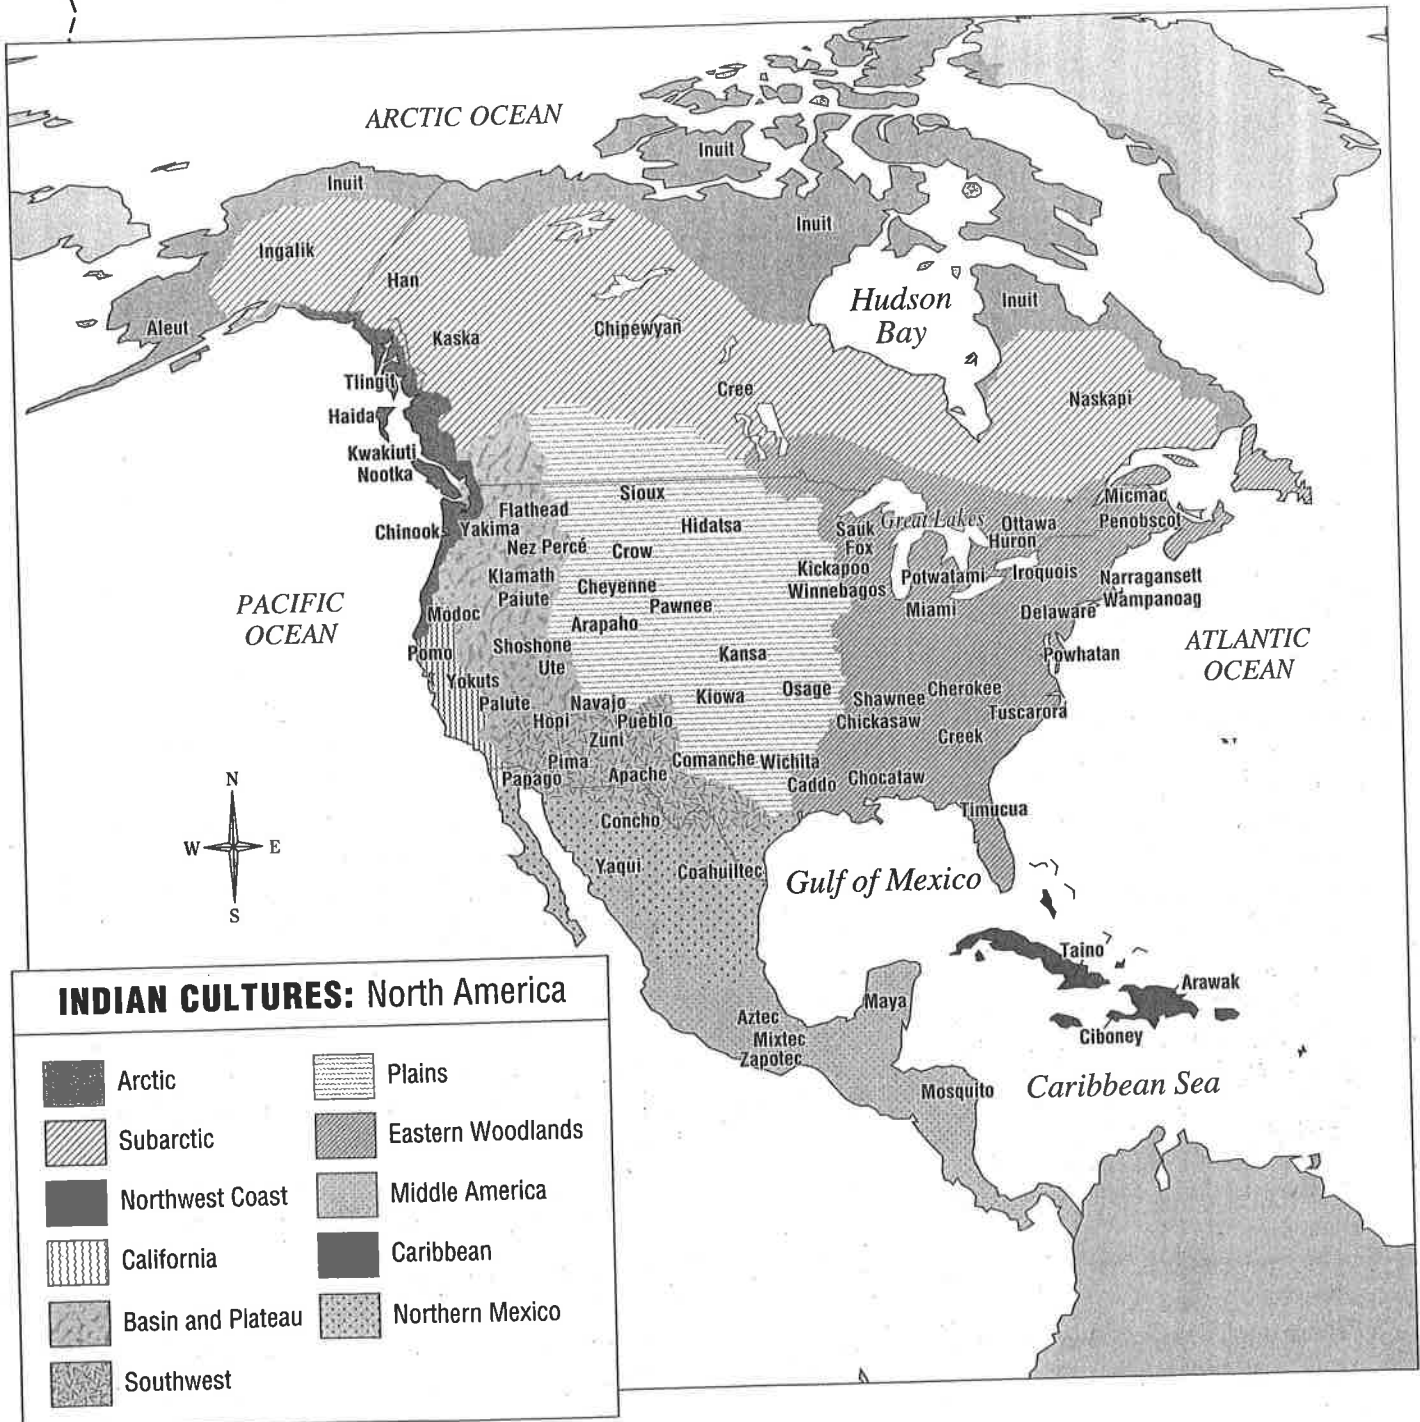 ARCTIC OCEAN
Inuit
Inuit
Inuit
Ingalik
Han
Hudson
Bay
Inuit
Aleut
Kaska
Chipewyan
Tlingit
Cree
Naskapi
Haida
Kwakiuti
Nootka
Sioux
Micmac
Flathead
Great Lakes
Ottawa
Penobscot
Chinook
Yakima
Hidatsa
Sauk
Fox
Huron
Nez Percé
Crow
Kickapoo
Winnebagos
Potwatami
Iroquois
Narragansett
Wampanoag
Klamath
Paiute
Cheyenne
Pawnee
Miami
Delaware
PACIFIC
OCEAN
Modoc
Arapaho
ATLANTIC
OCEAN
Pomo
Shoshone
Ute
Kansa
Powhatan
Yokuts
Palute
Navajo
Kiowa
Osage
Shawnee
Cherokee
Tuscarora
Hopi
Pueblo
Chickasaw
Zuni
Creek
Pima
Comanche
Wichita
Papago
Apache
Caddo
Chocataw
N
W
E
S
Timucua
Concho
Yaqui
Coahuiltec
Gulf of Mexico
Taino
Arawak
Maya
Ciboney
Aztec
Mixtec
Zapotec
Mosquito
Caribbean Sea
INDIAN CULTURES: North America
Arctic
Subarctic
Northwest Coast
California
Basin and Plateau
Southwest
Plains
Eastern Woodlands
Middle America
Caribbean
Northern Mexico